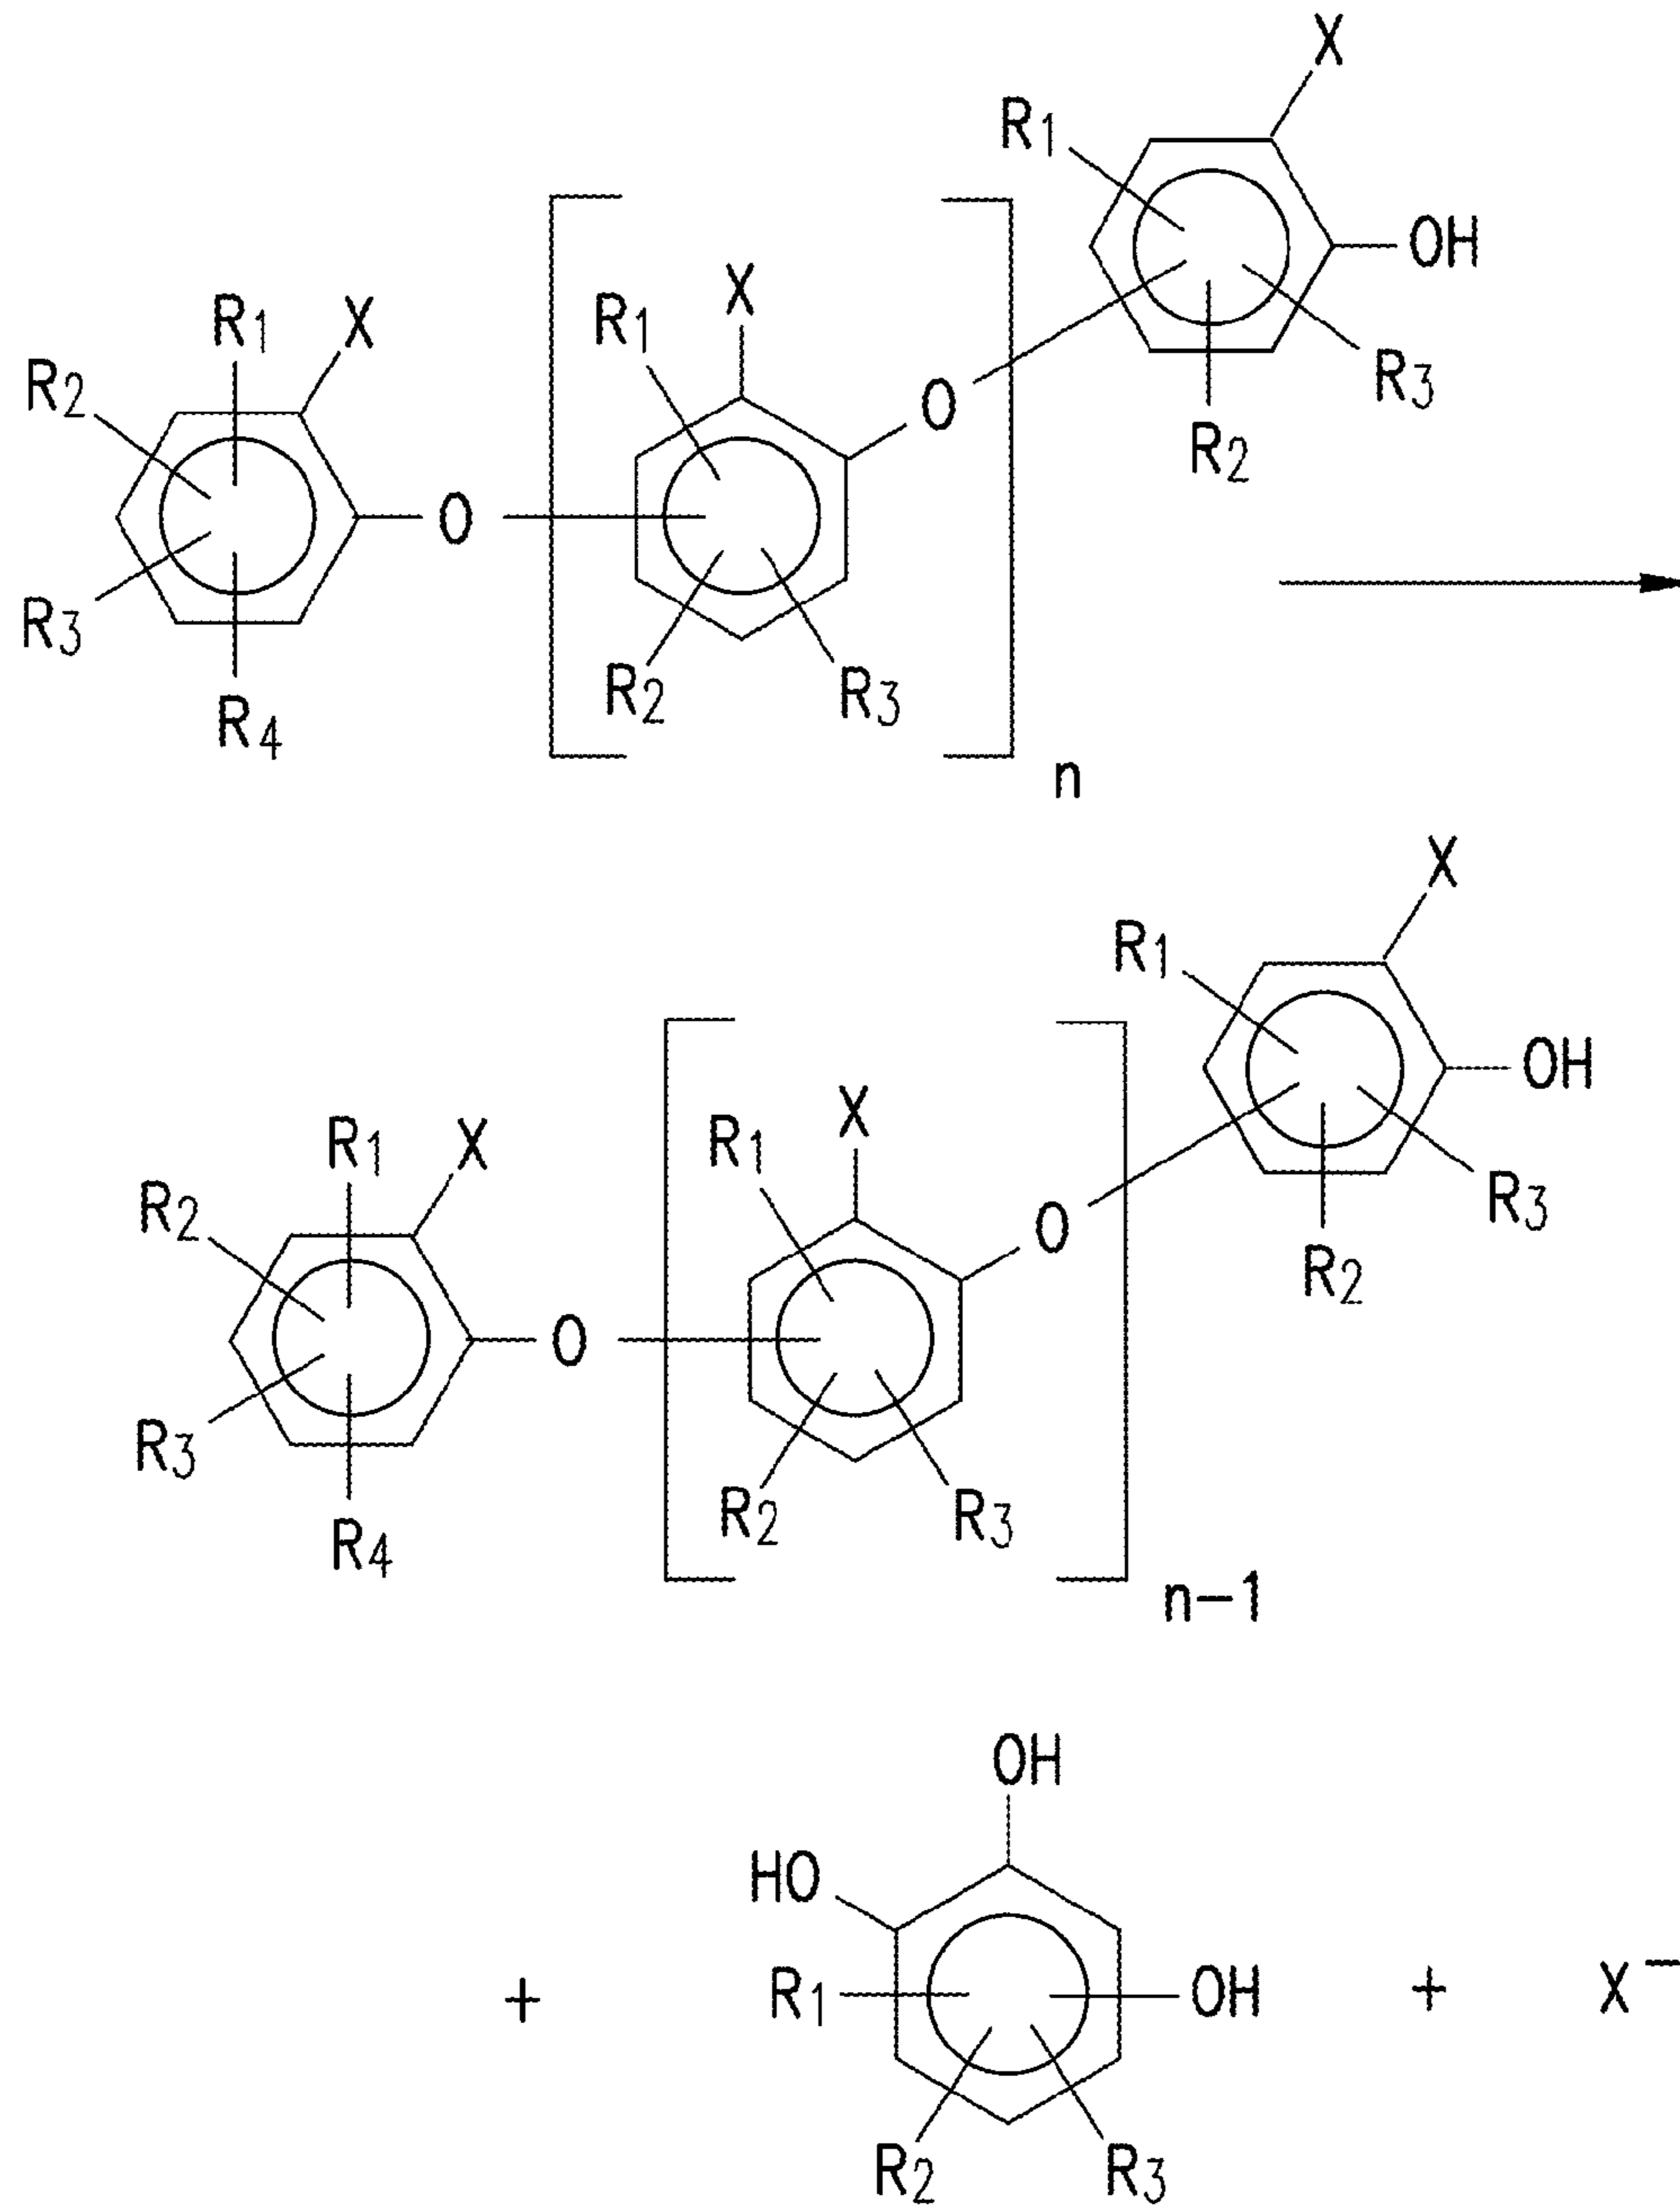 X
R1
OH
R1 X
R1 X
R2
O
R3
R2
O
R3
R2 R3
R4
n
X
R1
OH
R1 X
R1 X
R2
O
R3
R2
O
R3
R2 R3
R4
n-1
OH
HO
+ R1 OH + X⁻
R2 R3